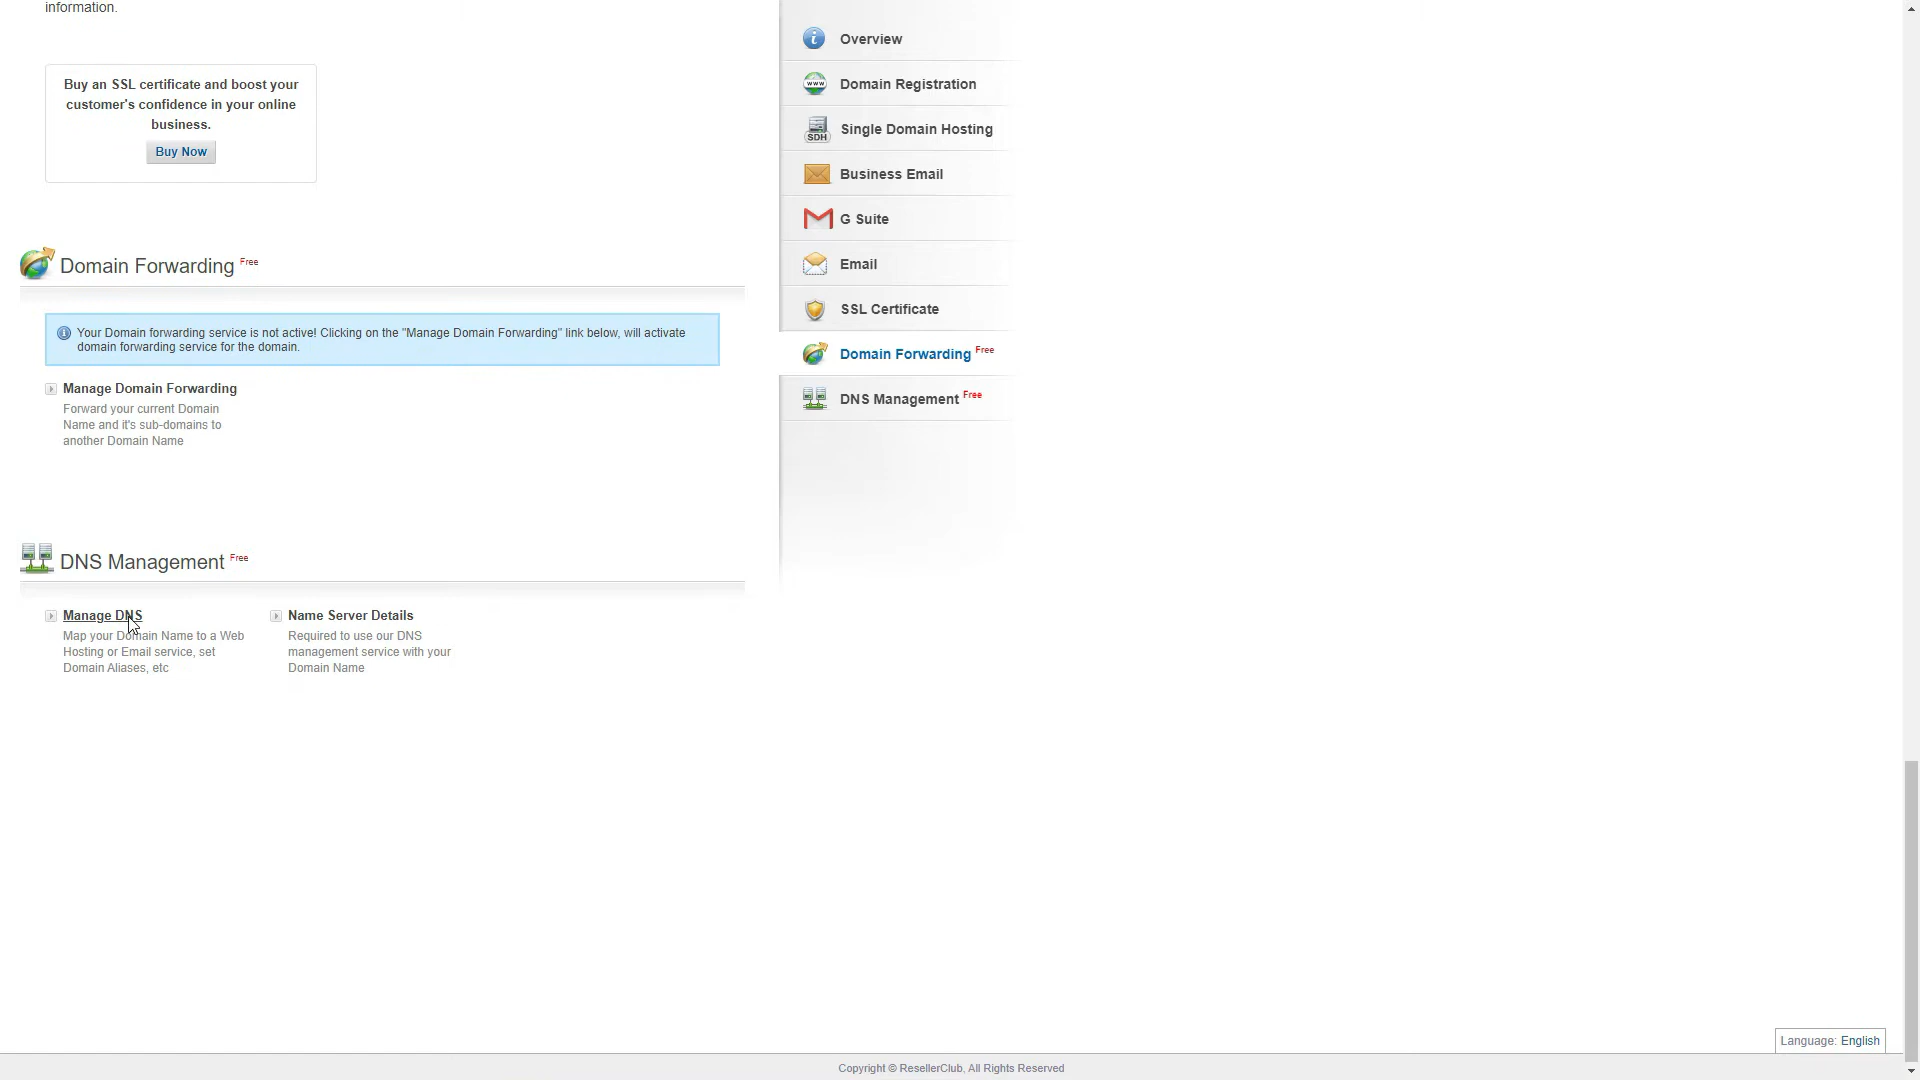 information.
Buy an SSL certificate and boost your
customer's confidence in your online
business.
Buy Now
Domain Forwarding Free
Your Domain forwarding service is not active! Clicking on the "Manage Domain Forwarding" link below, will activate
domain forwarding service for the domain.
Manage Domain Forwarding
Forward your current Domain
Name and it's sub-domains to
another Domain Name
DNS Management Free
Manage DNS
Map your Domain Name to a Web
Hosting or Email service, set
Domain Aliases, etc
Name Server Details
Required to use our DNS
management service with your
Domain Name
Overview
www
Domain Registration
SDH
Single Domain Hosting
Business Email
G Suite
Email
SSL Certificate
Domain Forwarding Free
DNS Management Free
Language: English
Copyright © ResellerClub, All Rights Reserved